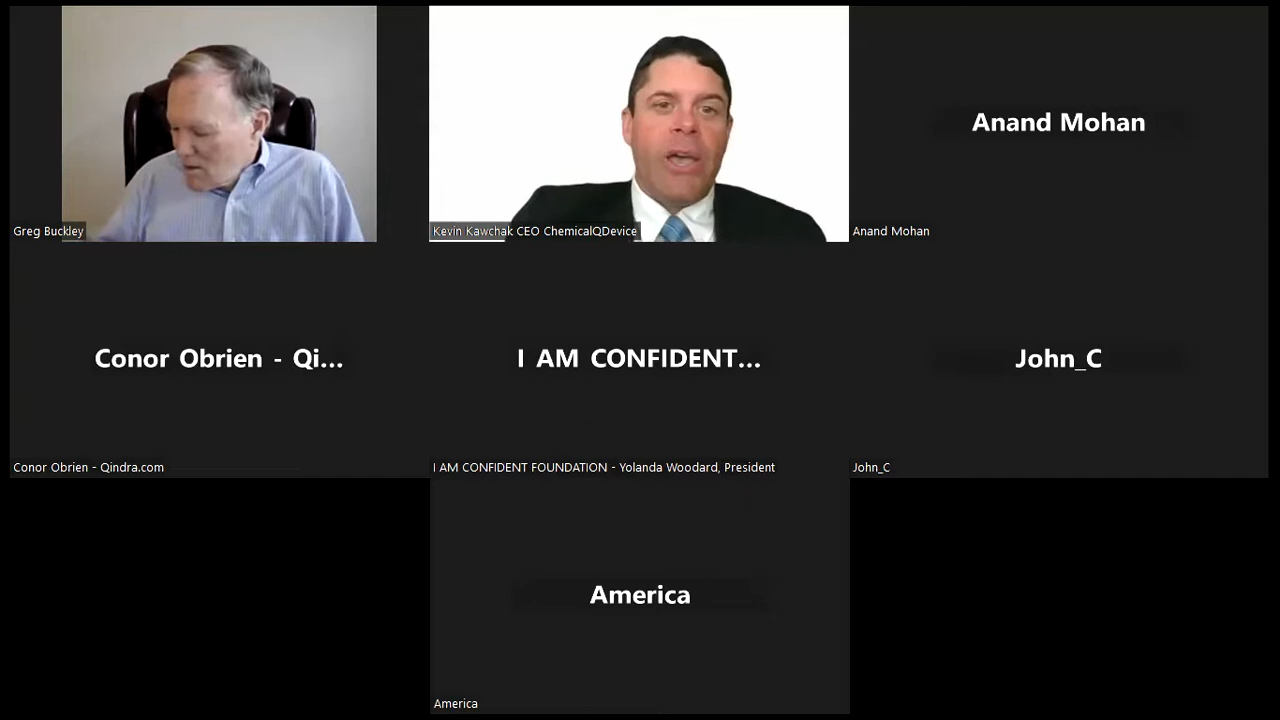 Anand Mohan
Greg Buckley
Kevin Kawchak CEO ChemicalQDevice
Anand Mohan
Conor Obrien - Qi...
I AM CONFIDENT...
John_C
Conor Obrien - Qindra.com
I AM CONFIDENT FOUNDATION - Yolanda Woodard, President
John_C
America
America